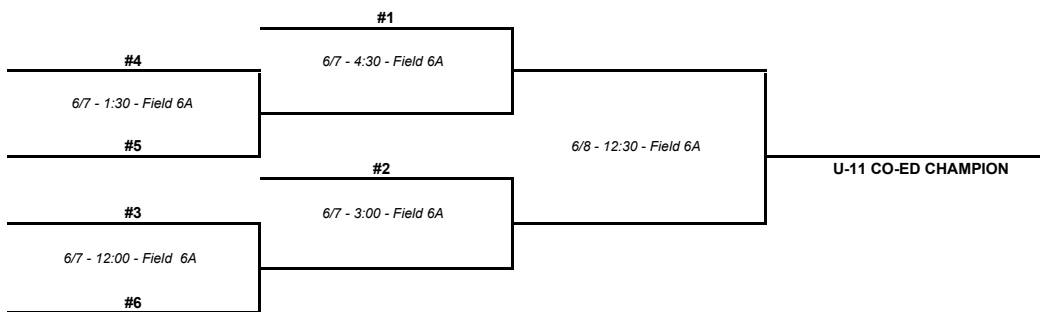 #1
#4
6/7 - 4:30 - Field 6A
6/7 - 1:30 - Field 6A
#5
6/8 - 12:30 - Field 6A
#2
U-11 CO-ED CHAMPION
#3
6/7 - 3:00 - Field 6A
6/7 - 12:00 - Field  6A
#6